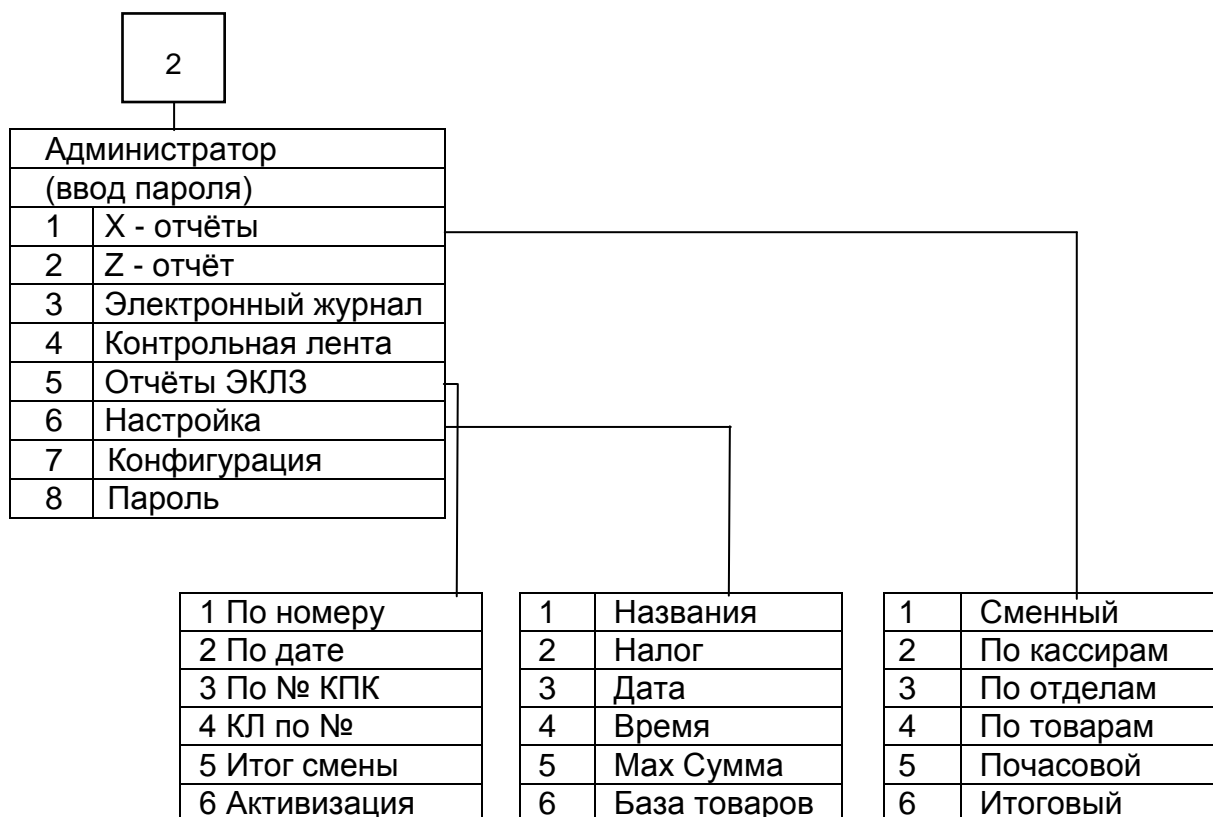 2
Администратор
(ввод пароля)
1 X - отчёты
2 Z - отчёт
3 Электронный журнал
4 Контрольная лента
5 Отчёты ЭКЛЗ
6 Настройка
7 Конфигурация
8 Пароль
1 По номеру
2 По дате
3 По № КПК
4 КЛ по №
5 Итог смены
6 Активизация
1 Названия
2 Налог
3 Дата
4 Время
5 Мах Сумма
6 База товаров
1 Сменный
2 По кассирам
3 По отделам
4 По товарам
5 Почасовой
6 Итоговый